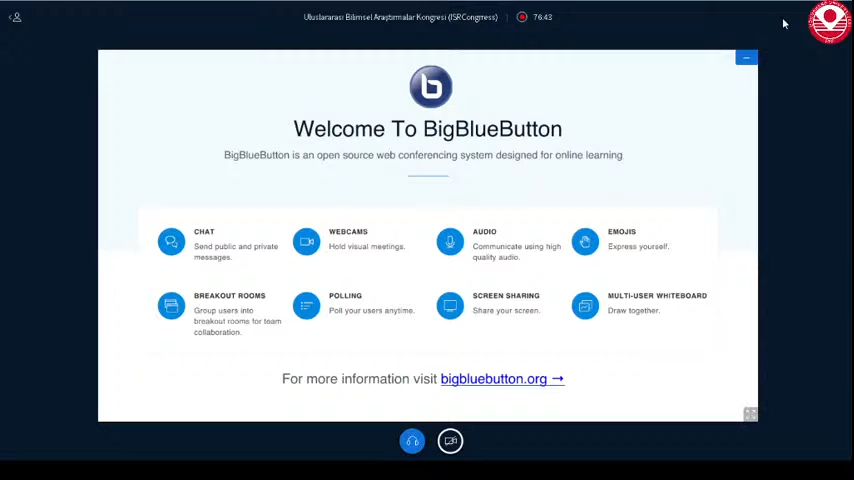 Uluslararası Bilimsel Araştırmalar Kongresi (ISRCongrress)
76:43
Welcome To BigBlueButton
BigBlueButton is an open source web conferencing system designed for online learning
CHAT
Send public and private
messages.
WEBCAMS
Hold visual meetings.
AUDIO
Communicate using high
quality audio.
EMOJIS
Express yourself.
BREAKOUT ROOMS
Group users into
breakout rooms for team
collaboration.
POLLING
Poll your users anytime.
SCREEN SHARING
Share your screen.
MULTI-USER WHITEBOARD
Draw together.
For more information visit bigbluebutton.org →